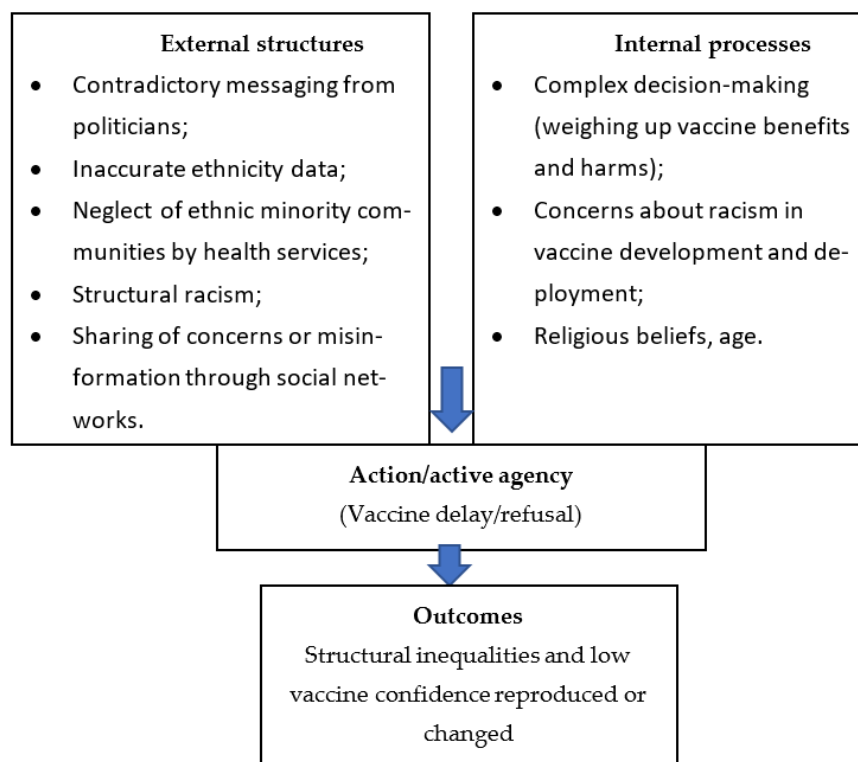 External structures
• Contradictory messaging from
politicians;
• Inaccurate ethnicity data;
• Neglect of ethnic minority com-
munities by health services;
• Structural racism;
• Sharing of concerns or misin-
formation through social net-
works.
Internal processes
• Complex decision-making
(weighing up vaccine benefits
and harms);
• Concerns about racism in
vaccine development and de-
ployment;
• Religious beliefs, age.
Action/active agency
(Vaccine delay/refusal)
Outcomes
Structural inequalities and low
vaccine confidence reproduced or
changed